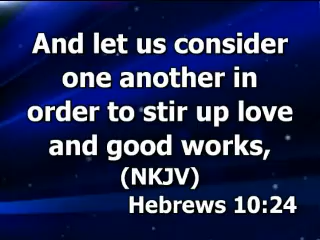 And let us consider
one another in
order to stir up love
and good works,
(NKJV)
Hebrews 10:24